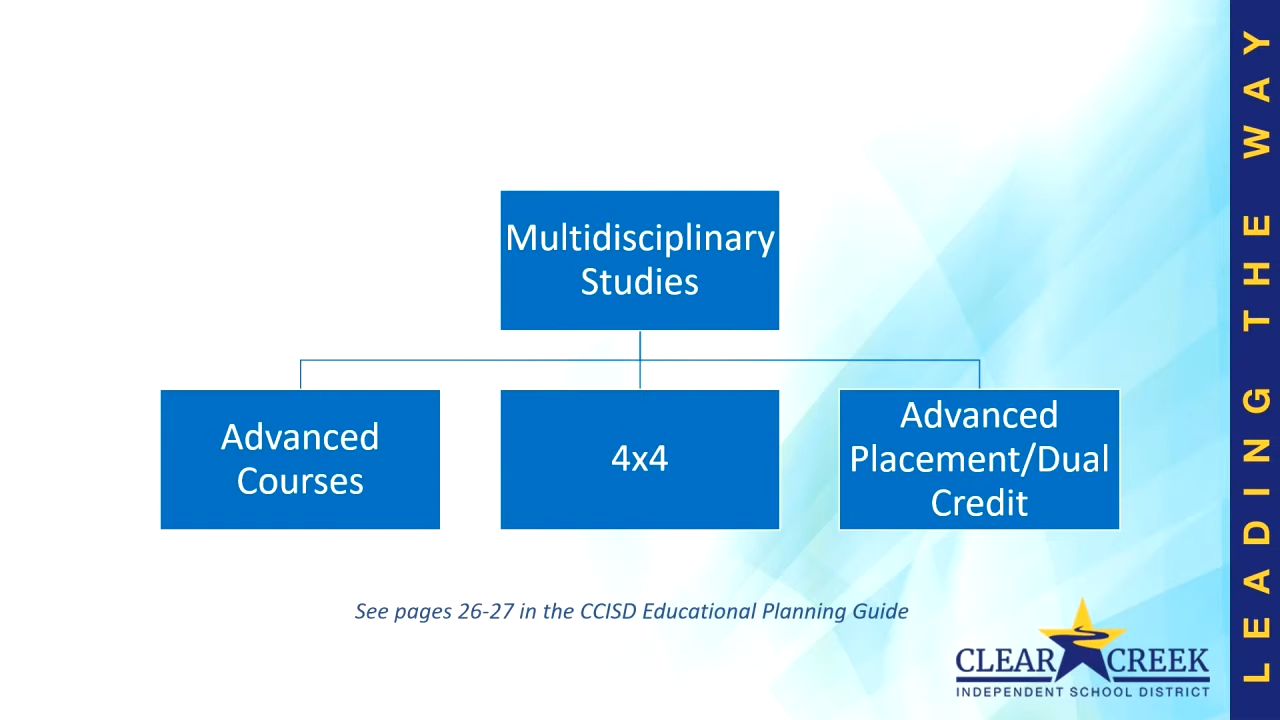 Multidisciplinary
Studies
Advanced
Courses
4x4
Advanced
Placement/Dual
Credit
See pages 26-27 in the CCISD Educational Planning Guide
CLEAR CREEK
INDEPENDENT SCHOOL DISTRICT
LEADING THE WAY